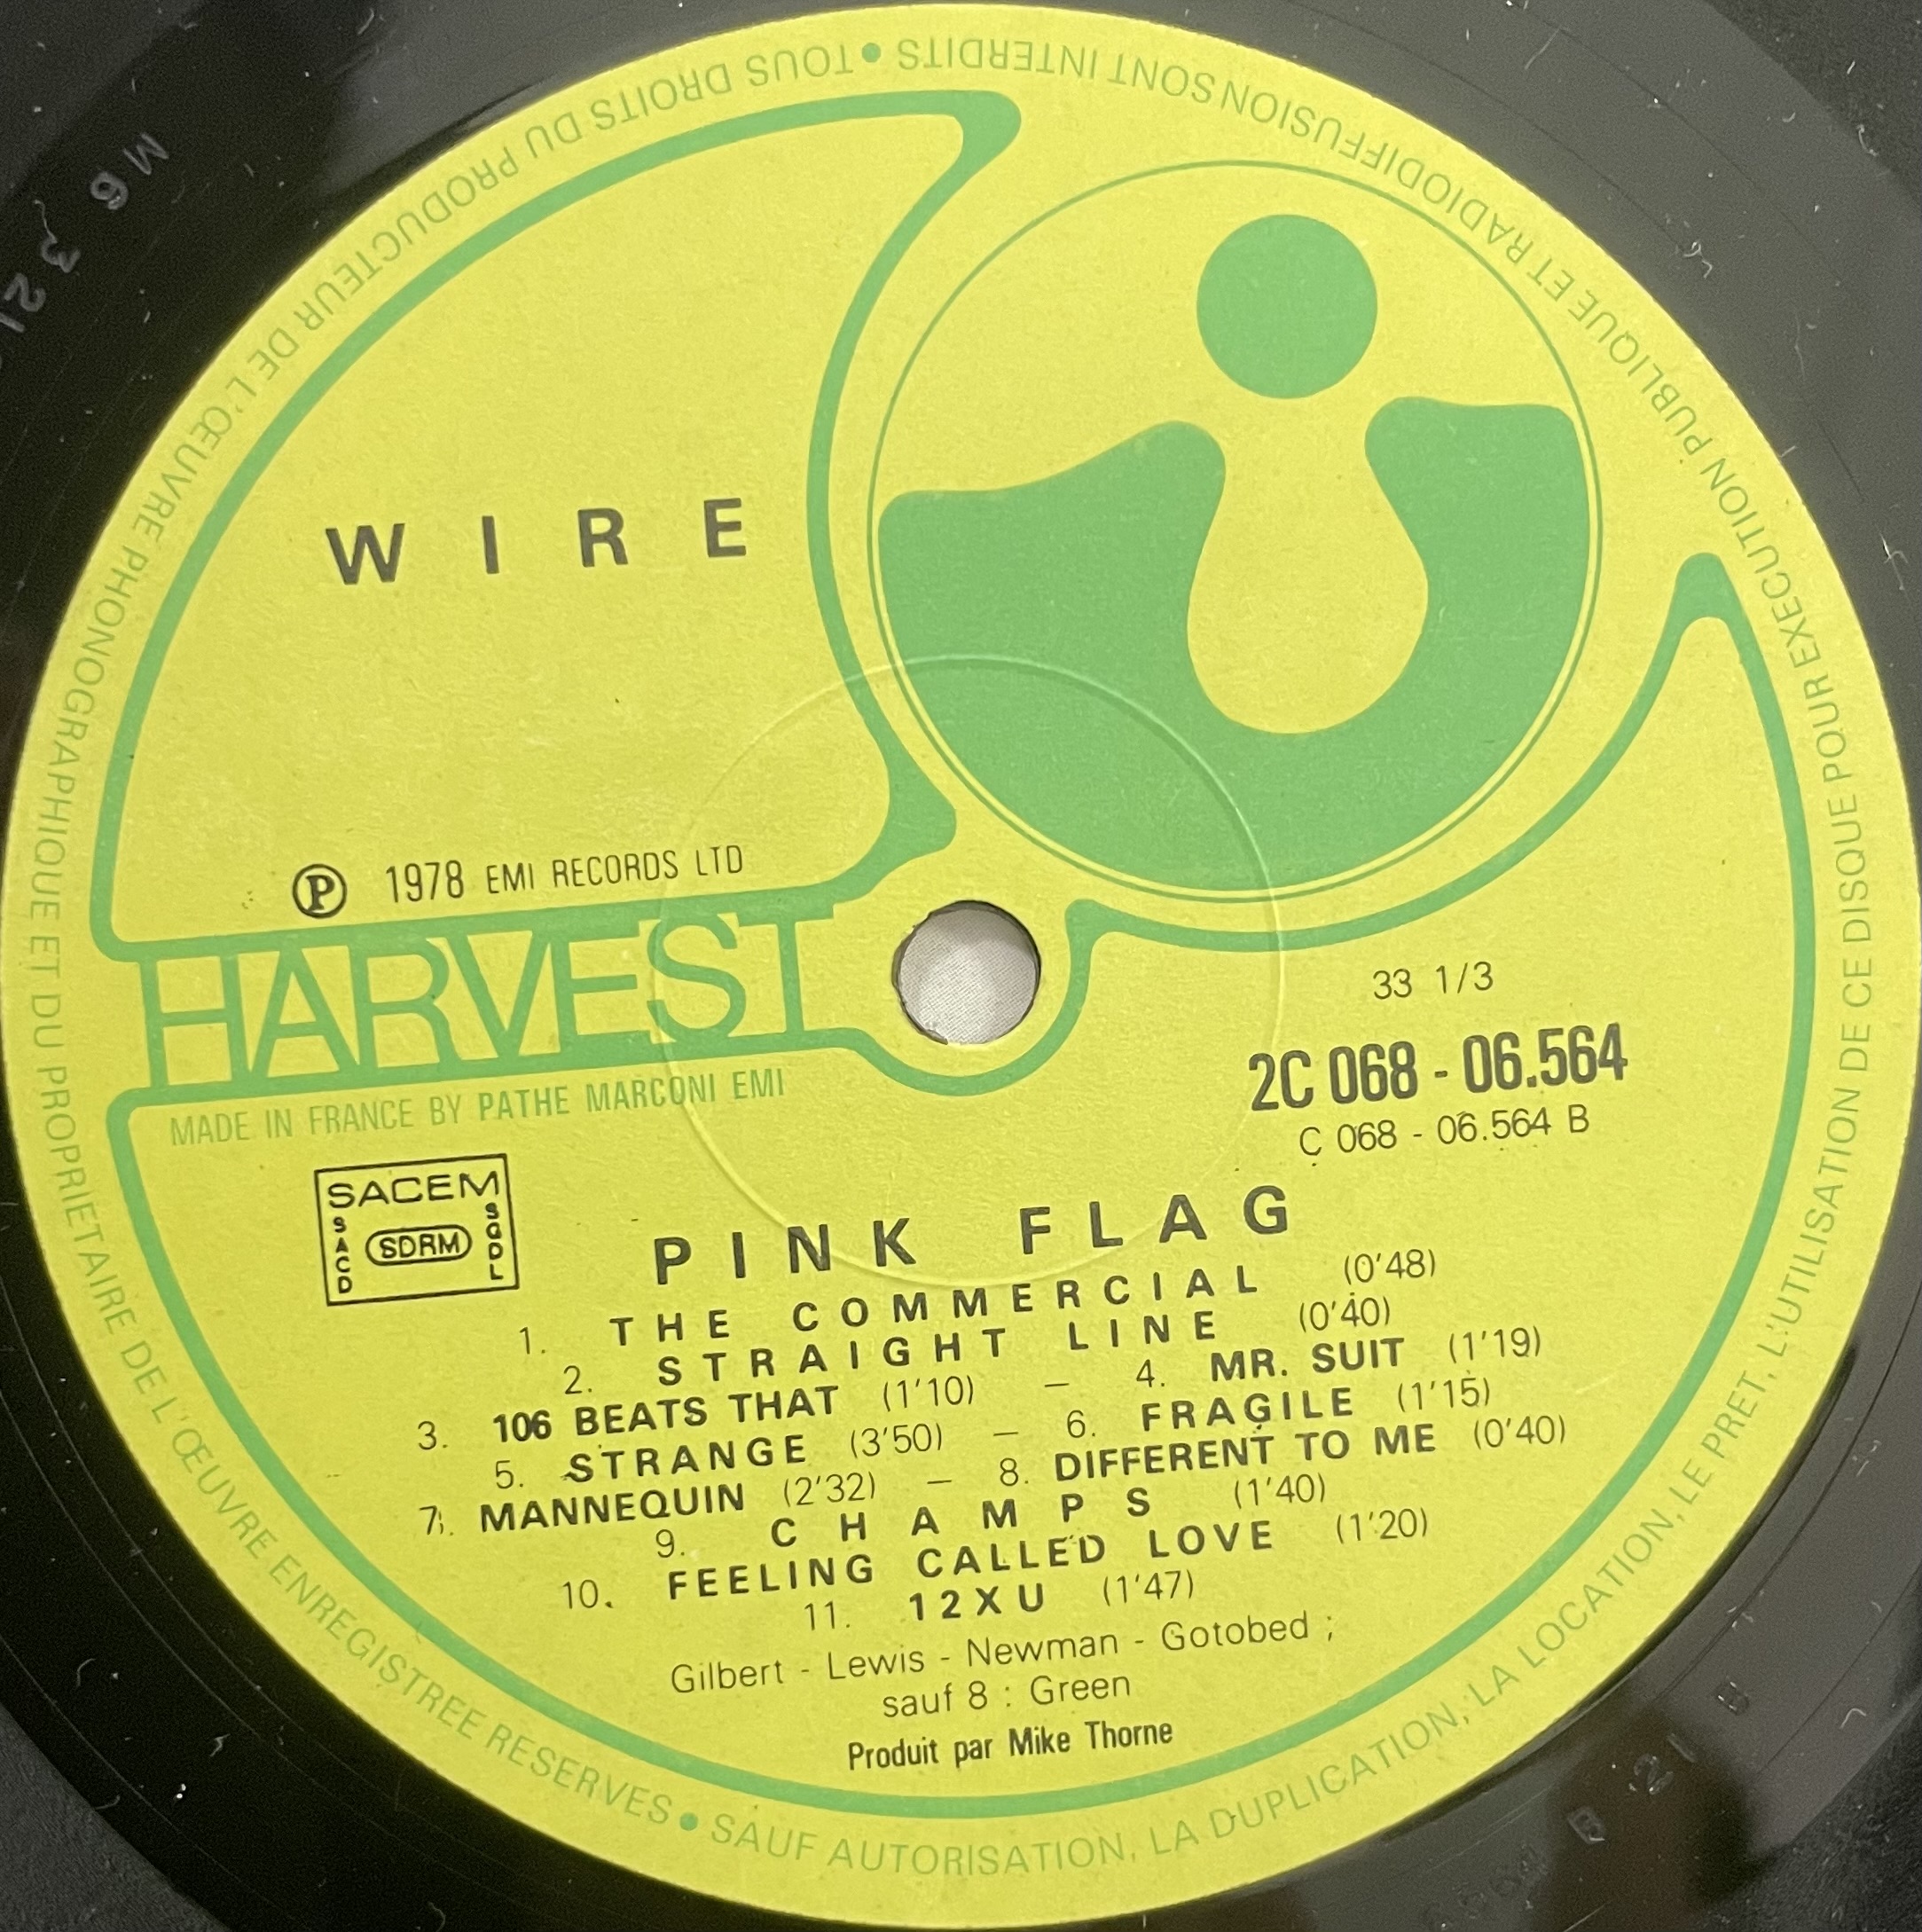 WIRE
℗ 1978 EMI RECORDS LTD
HARVEST
MADE IN FRANCE BY PATHE MARCONI EMI
33 1/3
2C 068 - 06.564
C 068 - 06.564 B
SACEM
SACD
SDRM
SGDL
PINK FLAG
1. THE COMMERCIAL (0'48)
2. STRAIGHT LINE (0'40)
3. 106 BEATS THAT (1'10) – 4. MR. SUIT (1'19)
5. STRANGE (3'50) – 6. FRAGILE (1'15)
7. MANNEQUIN (2'32) – 8. DIFFERENT TO ME (0'40)
9. CHAMPS (1'40)
10. FEELING CALLED LOVE (1'20)
11. 12XU (1'47)
Gilbert - Lewis - Newman - Gotobed ;
sauf 8 : Green
Produit par Mike Thorne
TOUS DROITS DU PRODUCTEUR DE L'ŒUVRE PHONOGRAPHIQUE ET DU PROPRIETAIRE DE L'ŒUVRE ENREGISTREE RESERVES • SAUF AUTORISATION, LA DUPLICATION, LA LOCATION, LE PRET, L'UTILISATION DE CE DISQUE POUR EXECUTION PUBLIQUE ET RADIODIFFUSION SONT INTERDITS •
M6 321
B 21 B